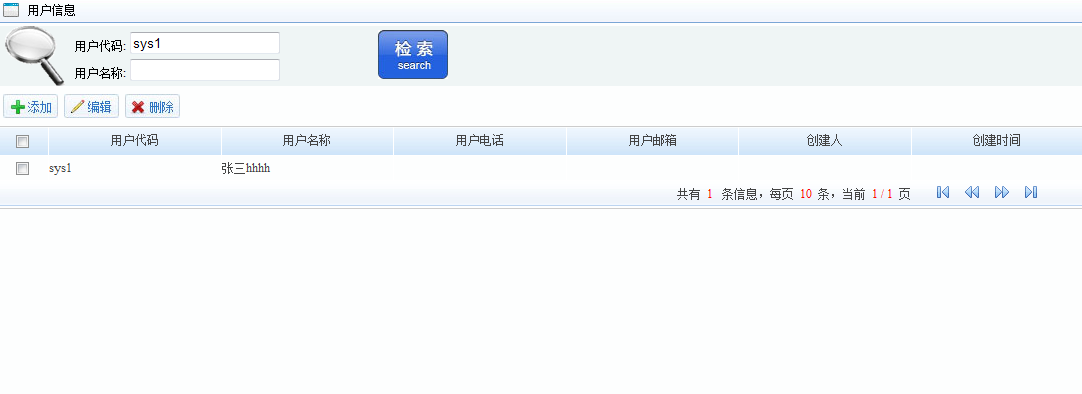 用户信息
用户代码: sys1
用户名称:
检 索
search
添加 编辑 删除
用户代码 用户名称 用户电话 用户邮箱 创建人 创建时间
sys1 张三hhhh
共有 1 条信息，每页 10 条，当前 1 / 1 页